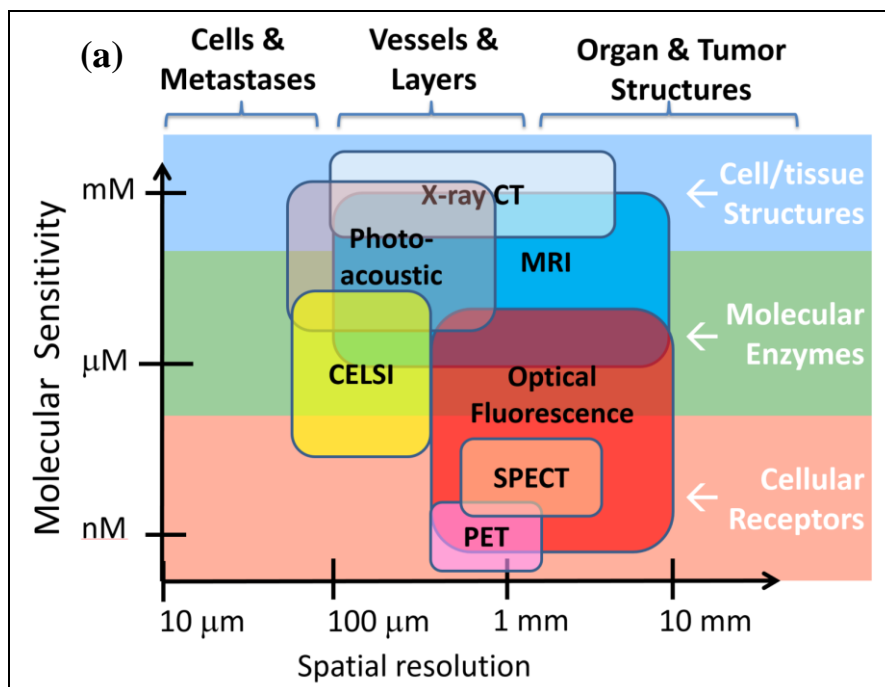 (a)
Cells &
Metastases
Vessels &
Layers
Organ & Tumor
Structures
Molecular Sensitivity
mM
μM
nM
X-ray CT
Photo-
acoustic
MRI
CELSI
Optical
Fluorescence
SPECT
PET
← Cell/tissue
Structures
← Molecular
Enzymes
← Cellular
Receptors
10 μm
100 μm
1 mm
10 mm
Spatial resolution